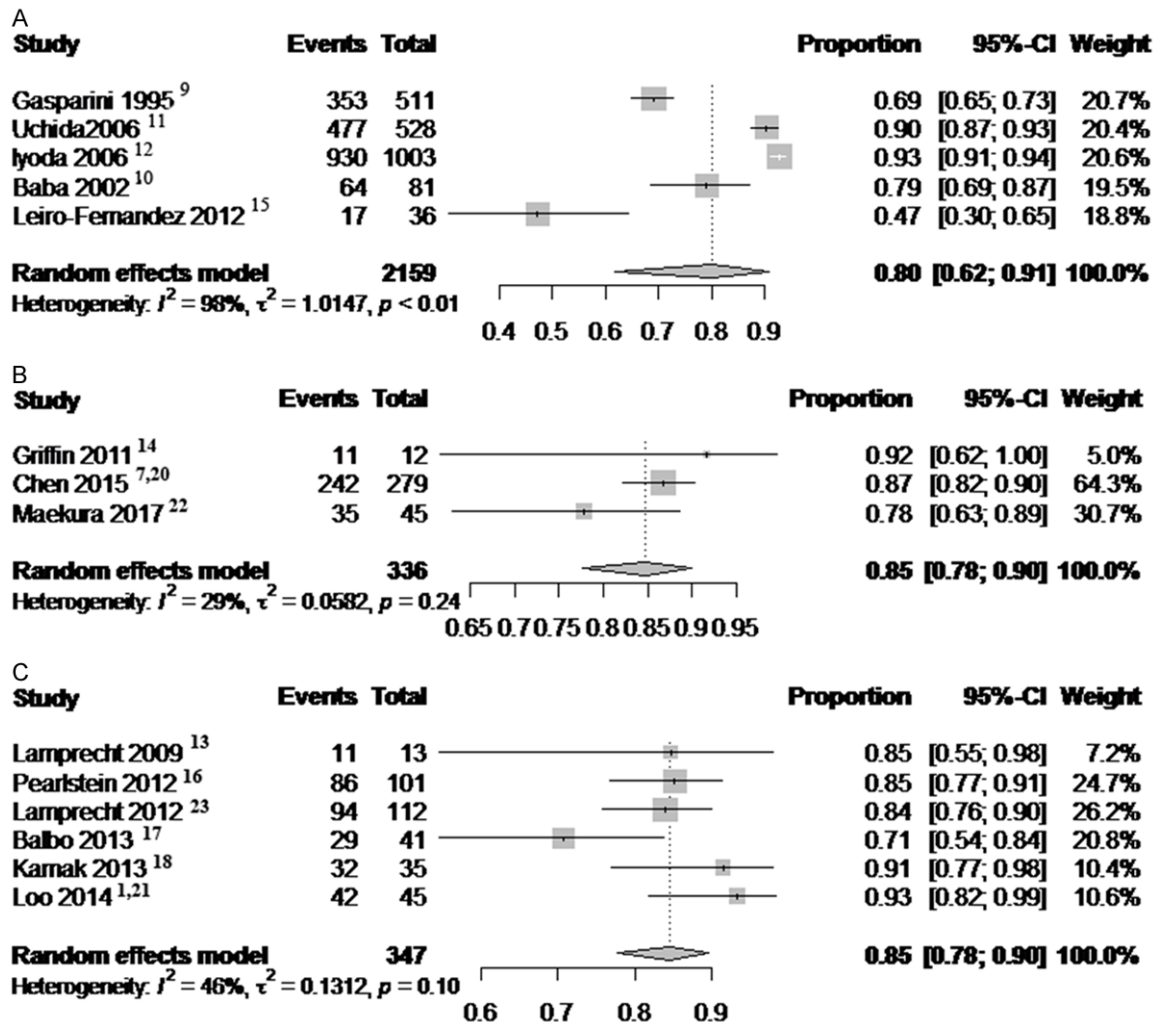 A
Study Events Total Proportion 95%-CI Weight
Gasparini 1995 9 353 511 0.69 [0.65; 0.73] 20.7%
Uchida2006 11 477 528 0.90 [0.87; 0.93] 20.4%
Iyoda 2006 12 930 1003 0.93 [0.91; 0.94] 20.6%
Baba 2002 10 64 81 0.79 [0.69; 0.87] 19.5%
Leiro-Fernandez 2012 15 17 36 0.47 [0.30; 0.65] 18.8%
Random effects model 2159 0.80 [0.62; 0.91] 100.0%
Heterogeneity: I² = 98%, τ² = 1.0147, p < 0.01
0.4 0.5 0.6 0.7 0.8 0.9
B
Study Events Total Proportion 95%-CI Weight
Griffin 2011 14 11 12 0.92 [0.62; 1.00] 5.0%
Chen 2015 7,20 242 279 0.87 [0.82; 0.90] 64.3%
Maekura 2017 22 35 45 0.78 [0.63; 0.89] 30.7%
Random effects model 336 0.85 [0.78; 0.90] 100.0%
Heterogeneity: I² = 29%, τ² = 0.0582, p = 0.24
0.65 0.7 0.75 0.8 0.85 0.9 0.95
C
Study Events Total Proportion 95%-CI Weight
Lamprecht 2009 13 11 13 0.85 [0.55; 0.98] 7.2%
Pearlstein 2012 16 86 101 0.85 [0.77; 0.91] 24.7%
Lamprecht 2012 23 94 112 0.84 [0.76; 0.90] 26.2%
Balbo 2013 17 29 41 0.71 [0.54; 0.84] 20.8%
Karnak 2013 18 32 35 0.91 [0.77; 0.98] 10.4%
Loo 2014 1,21 42 45 0.93 [0.82; 0.99] 10.6%
Random effects model 347 0.85 [0.78; 0.90] 100.0%
Heterogeneity: I² = 46%, τ² = 0.1312, p = 0.10
0.6 0.7 0.8 0.9